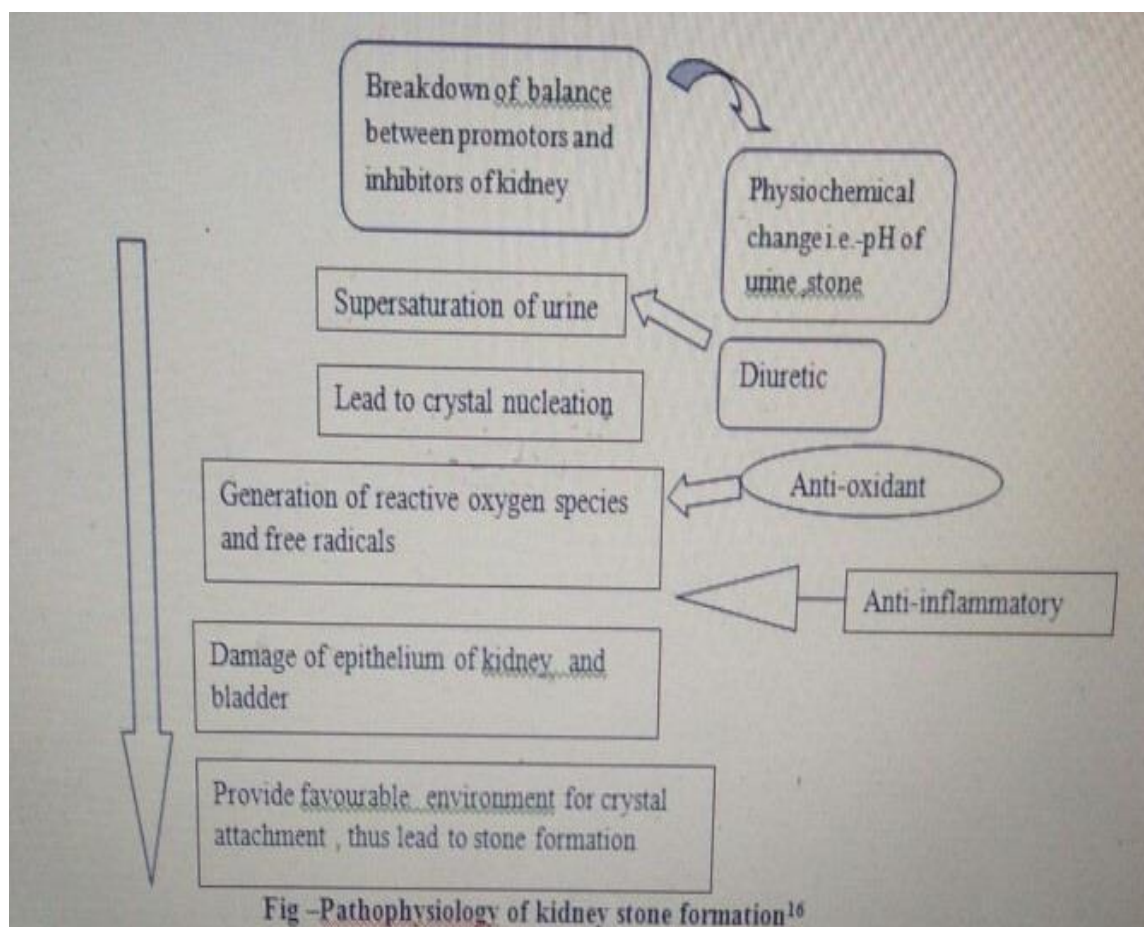 Breakdown of balance
between promotors and
inhibitors of kidney
Physiochemical
change i.e.-pH of
urine ,stone
Supersaturation of urine
Diuretic
Lead to crystal nucleation
Generation of reactive oxygen species
and free radicals
Anti-oxidant
Anti-inflammatory
Damage of epithelium of kidney and
bladder
Provide favourable environment for crystal
attachment , thus lead to stone formation
Fig –Pathophysiology of kidney stone formation¹⁶